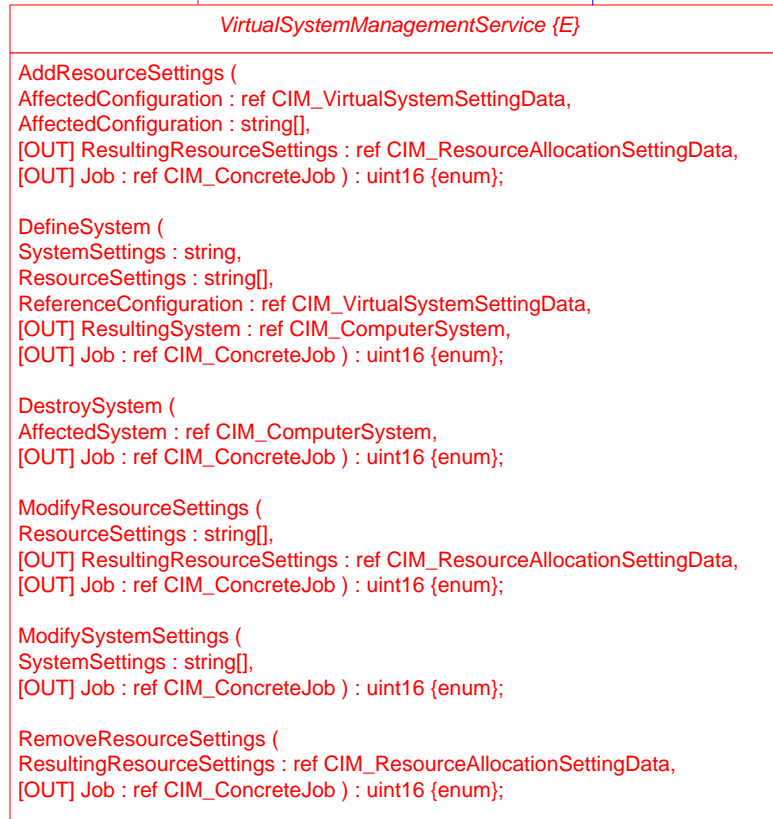 VirtualSystemManagementService {E}
AddResourceSettings (
AffectedConfiguration : ref CIM_VirtualSystemSettingData,
AffectedConfiguration : string[],
[OUT] ResultingResourceSettings : ref CIM_ResourceAllocationSettingData,
[OUT] Job : ref CIM_ConcreteJob ) : uint16 {enum};
DefineSystem (
SystemSettings : string,
ResourceSettings : string[],
ReferenceConfiguration : ref CIM_VirtualSystemSettingData,
[OUT] ResultingSystem : ref CIM_ComputerSystem,
[OUT] Job : ref CIM_ConcreteJob ) : uint16 {enum};
DestroySystem (
AffectedSystem : ref CIM_ComputerSystem,
[OUT] Job : ref CIM_ConcreteJob ) : uint16 {enum};
ModifyResourceSettings (
ResourceSettings : string[],
[OUT] ResultingResourceSettings : ref CIM_ResourceAllocationSettingData,
[OUT] Job : ref CIM_ConcreteJob ) : uint16 {enum};
ModifySystemSettings (
SystemSettings : string[],
[OUT] Job : ref CIM_ConcreteJob ) : uint16 {enum};
RemoveResourceSettings (
ResultingResourceSettings : ref CIM_ResourceAllocationSettingData,
[OUT] Job : ref CIM_ConcreteJob ) : uint16 {enum};